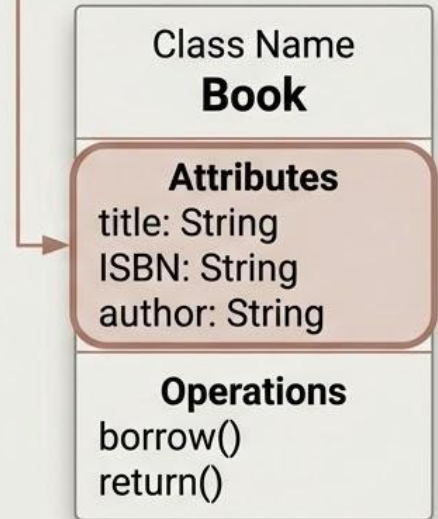 Class Name
Book
Attributes
title: String
ISBN: String
author: String
Operations
borrow()
return()